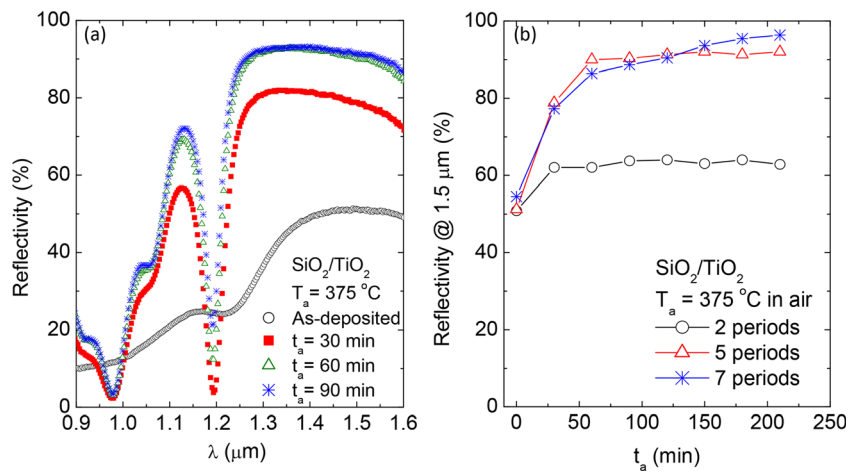 (a)
100
80
60
40
20
0
Reflectivity (%)
SiO2/TiO2
Ta = 375 °C
As-deposited
ta = 30 min
ta = 60 min
ta = 90 min
0.9 1.0 1.1 1.2 1.3 1.4 1.5 1.6
λ (μm)
(b)
100
80
60
40
20
0
Reflectivity @ 1.5 μm (%)
SiO2/TiO2
Ta = 375 °C in air
2 periods
5 periods
7 periods
0 50 100 150 200 250
ta (min)